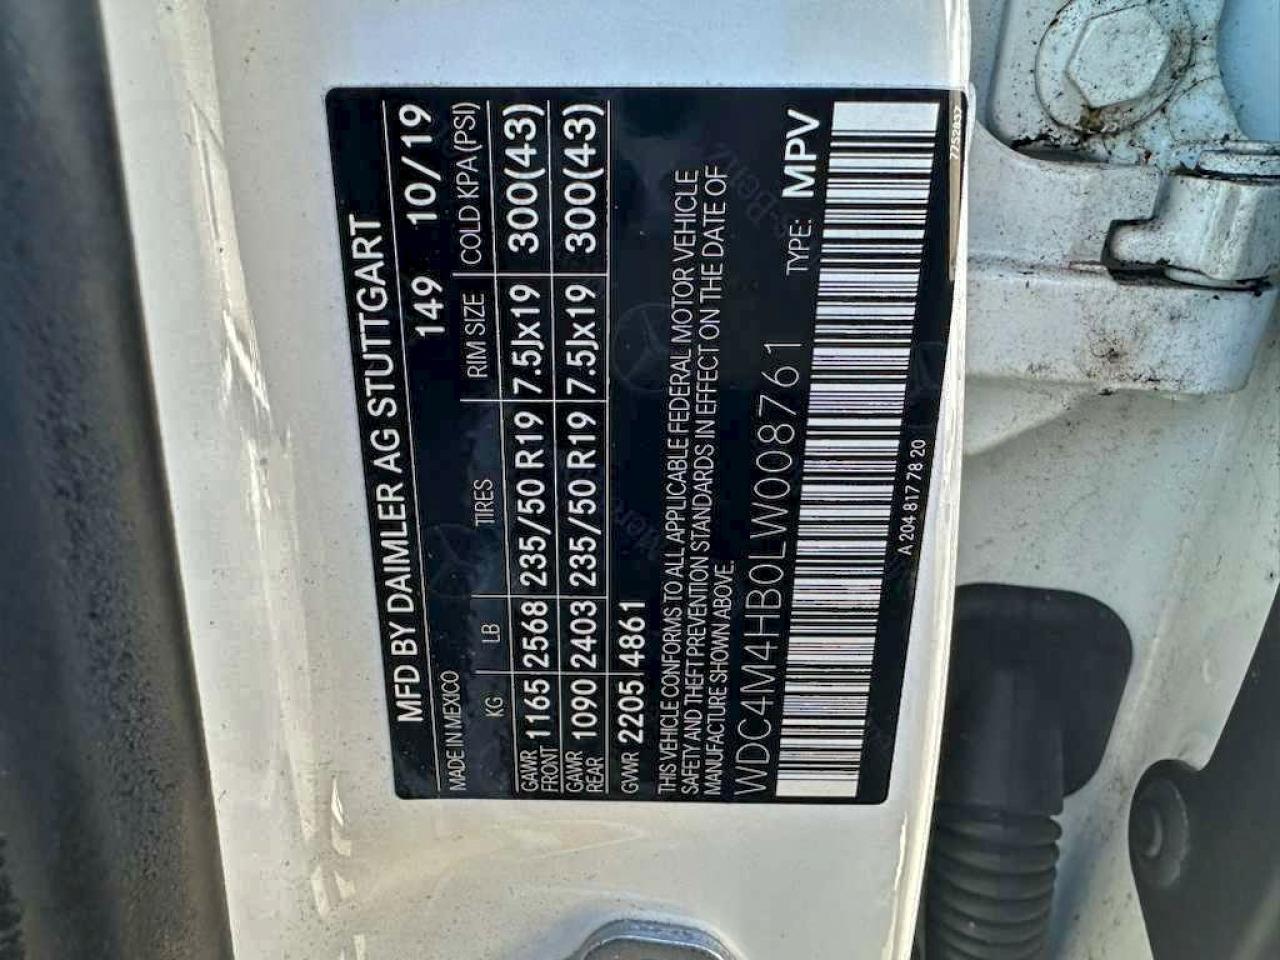 MFD BY DAIMLER AG STUTTGART
149 10/19
MADE IN MEXICO
KG LB TIRES RIM SIZE COLD KPA (PSI)
GAWR FRONT 1165 2568 235/50 R19 7.5Jx19 300(43)
GAWR REAR 1090 2403 235/50 R19 7.5Jx19 300(43)
GVWR 2205 4861
THIS VEHICLE CONFORMS TO ALL APPLICABLE FEDERAL MOTOR VEHICLE
SAFETY AND THEFT PREVENTION STANDARDS IN EFFECT ON THE DATE OF
MANUFACTURE SHOWN ABOVE.
WDC4M4HB0LW008761 TYPE: MPV
A 204 817 78 20
7752837